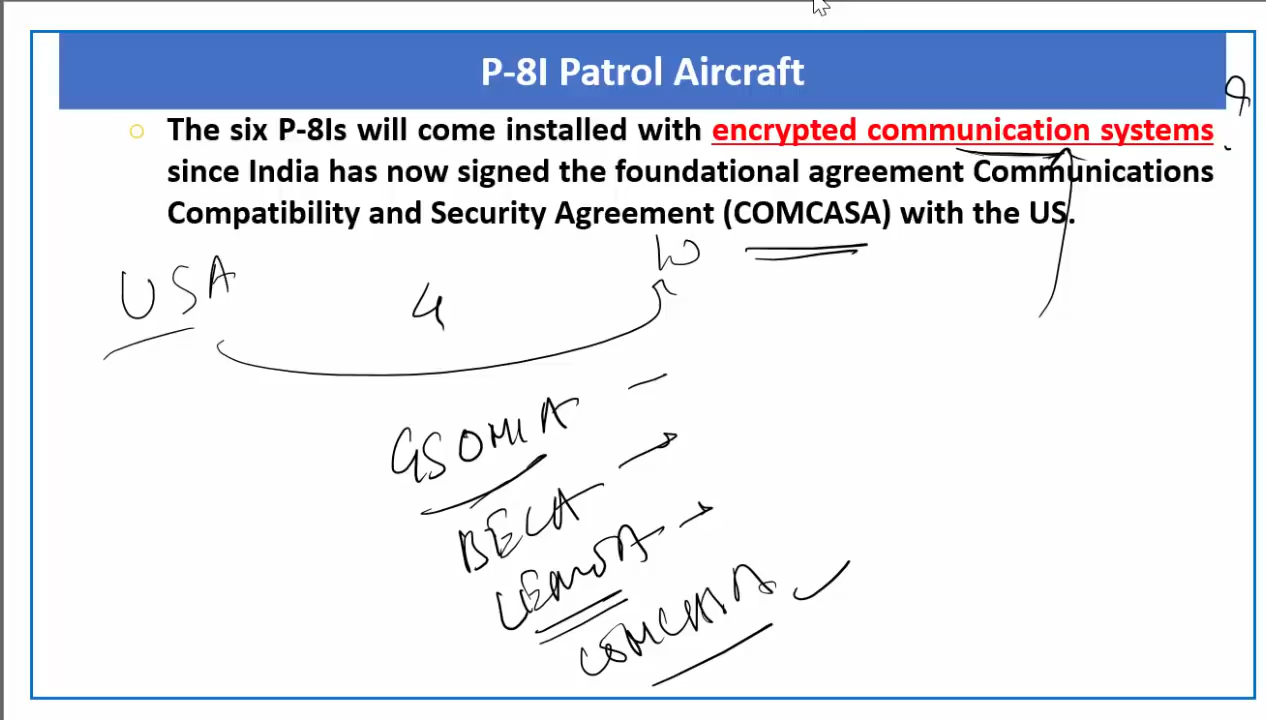 P-8I Patrol Aircraft
The six P-8Is will come installed with encrypted communication systems
since India has now signed the foundational agreement Communications
Compatibility and Security Agreement (COMCASA) with the US.
USA
4
GSOMIA
BECA
LEMOA
COMCASA